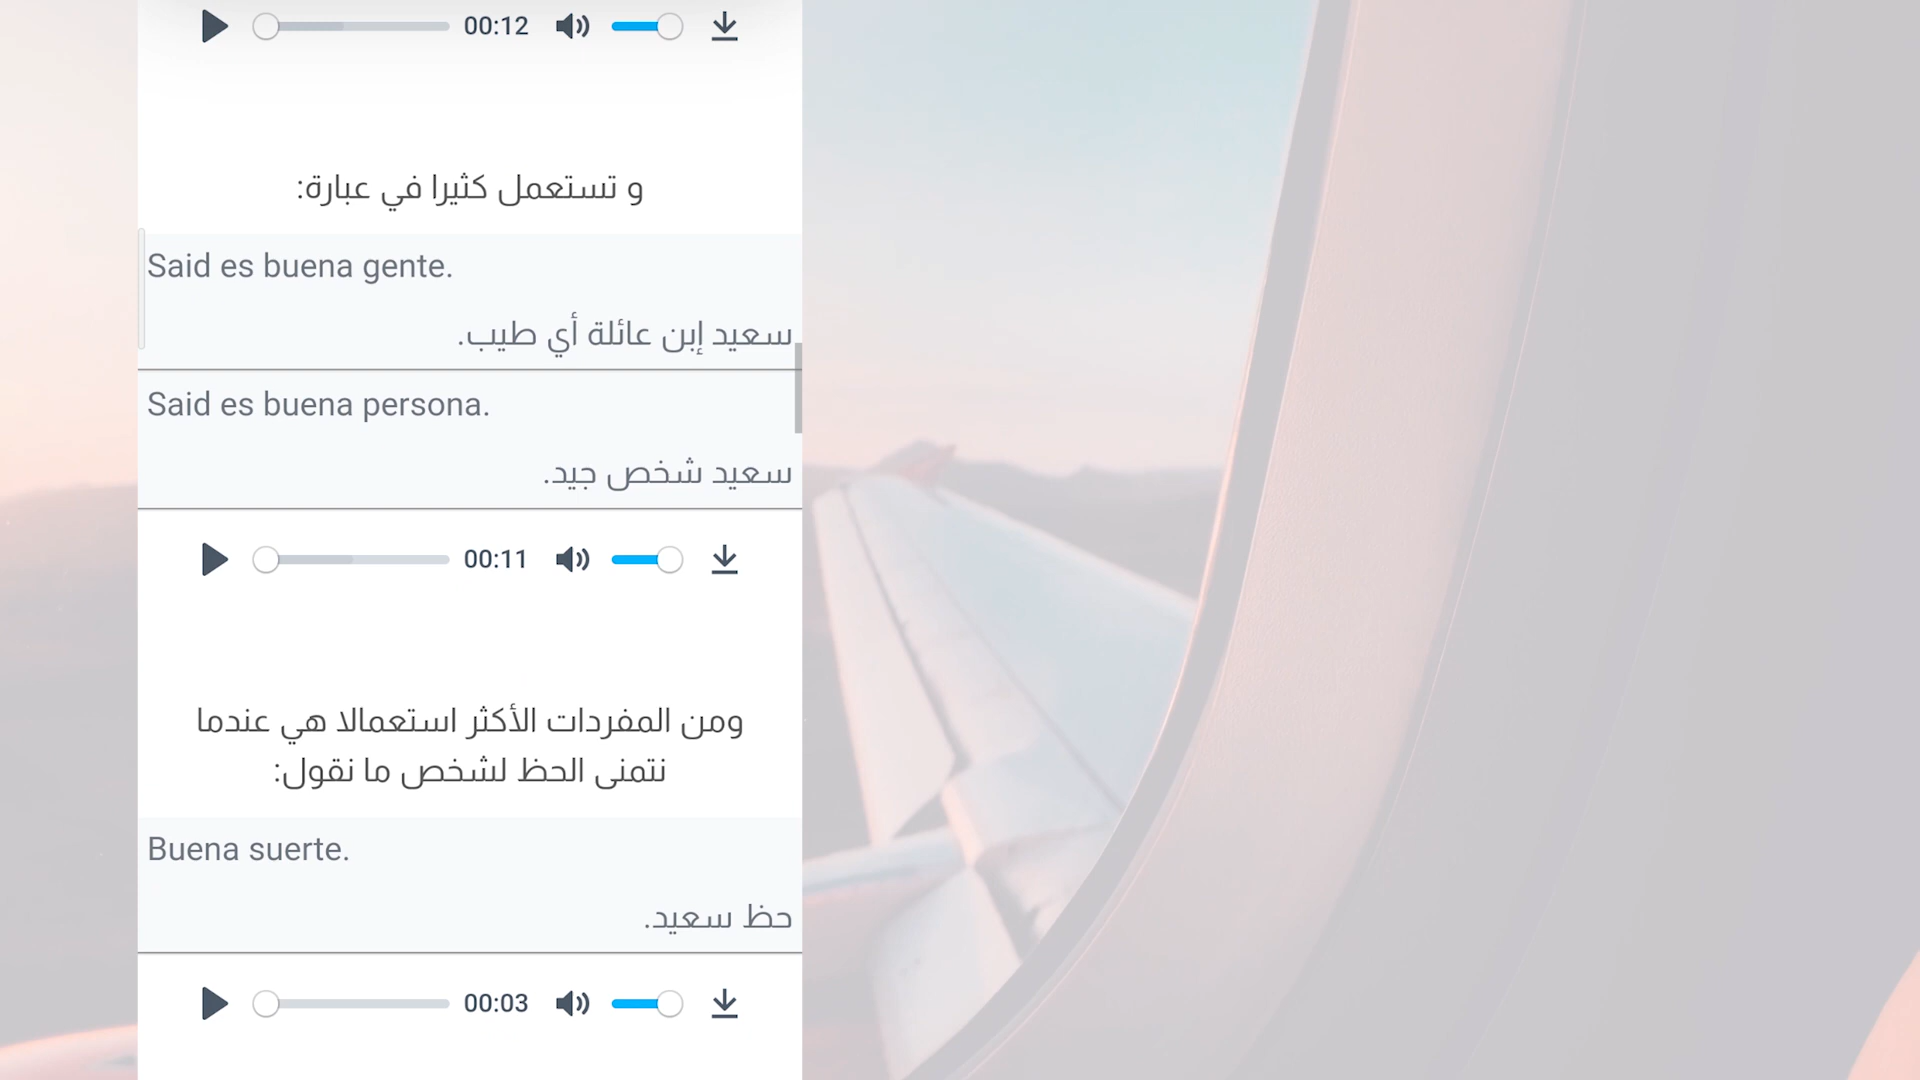 00:12
و تستعمل كثيرا في عبارة:
Said es buena gente.
سعيد إبن عائلة أي طيب.
Said es buena persona.
سعيد شخص جيد.
00:11
ومن المفردات الأكثر استعمالا هي عندما
نتمنى الحظ لشخص ما نقول:
Buena suerte.
حظ سعيد.
00:03